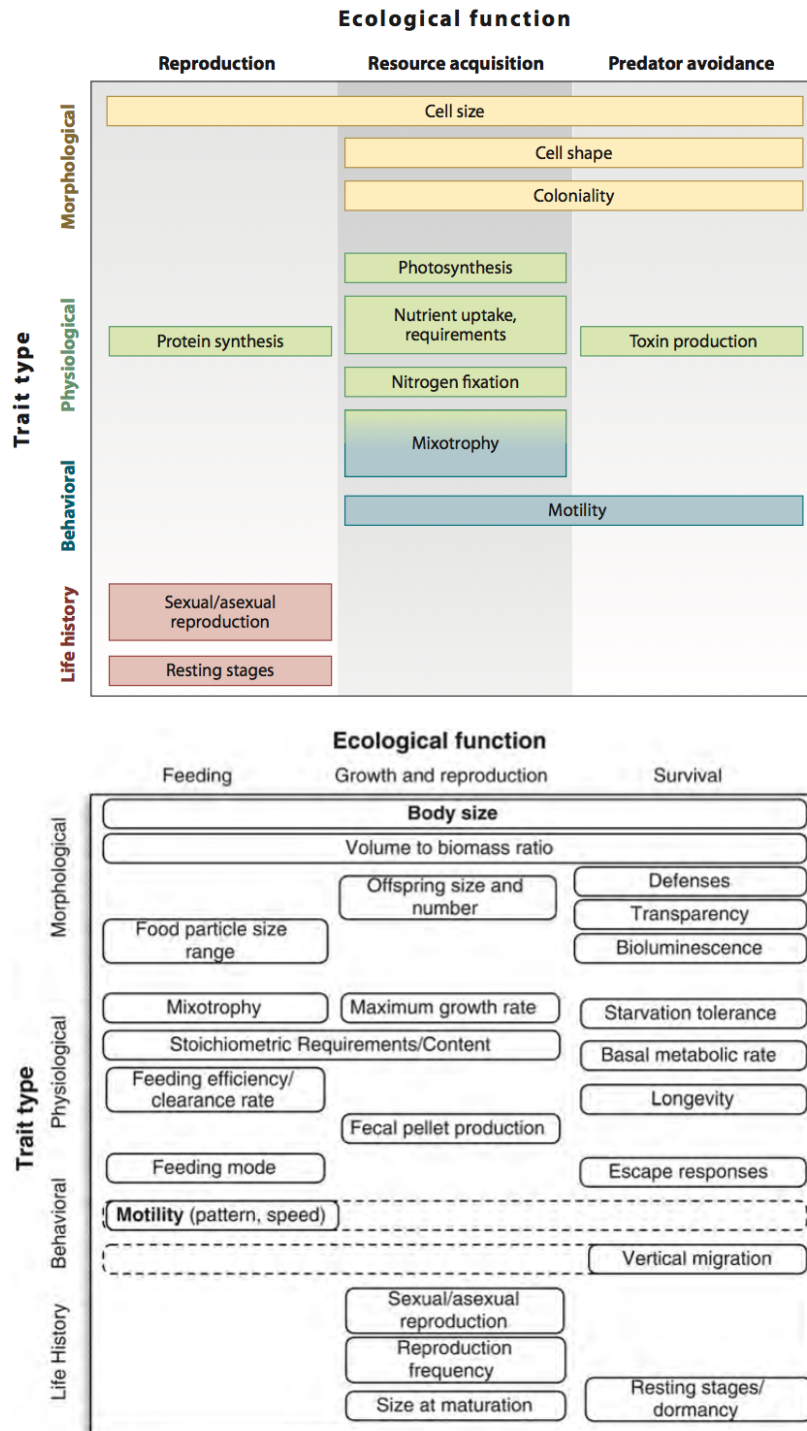 Ecological function
Reproduction
Resource acquisition
Predator avoidance
Trait type
Morphological
Cell size
Cell shape
Coloniality
Physiological
Photosynthesis
Nutrient uptake,
requirements
Protein synthesis
Toxin production
Nitrogen fixation
Mixotrophy
Behavioral
Motility
Life history
Sexual/asexual
reproduction
Resting stages
Ecological function
Feeding
Growth and reproduction
Survival
Trait type
Morphological
Body size
Volume to biomass ratio
Offspring size and
number
Defenses
Transparency
Food particle size
range
Bioluminescence
Physiological
Mixotrophy
Maximum growth rate
Starvation tolerance
Stoichiometric Requirements/Content
Basal metabolic rate
Feeding efficiency/
clearance rate
Longevity
Fecal pellet production
Behavioral
Feeding mode
Escape responses
Motility (pattern, speed)
Vertical migration
Life History
Sexual/asexual
reproduction
Reproduction
frequency
Size at maturation
Resting stages/
dormancy